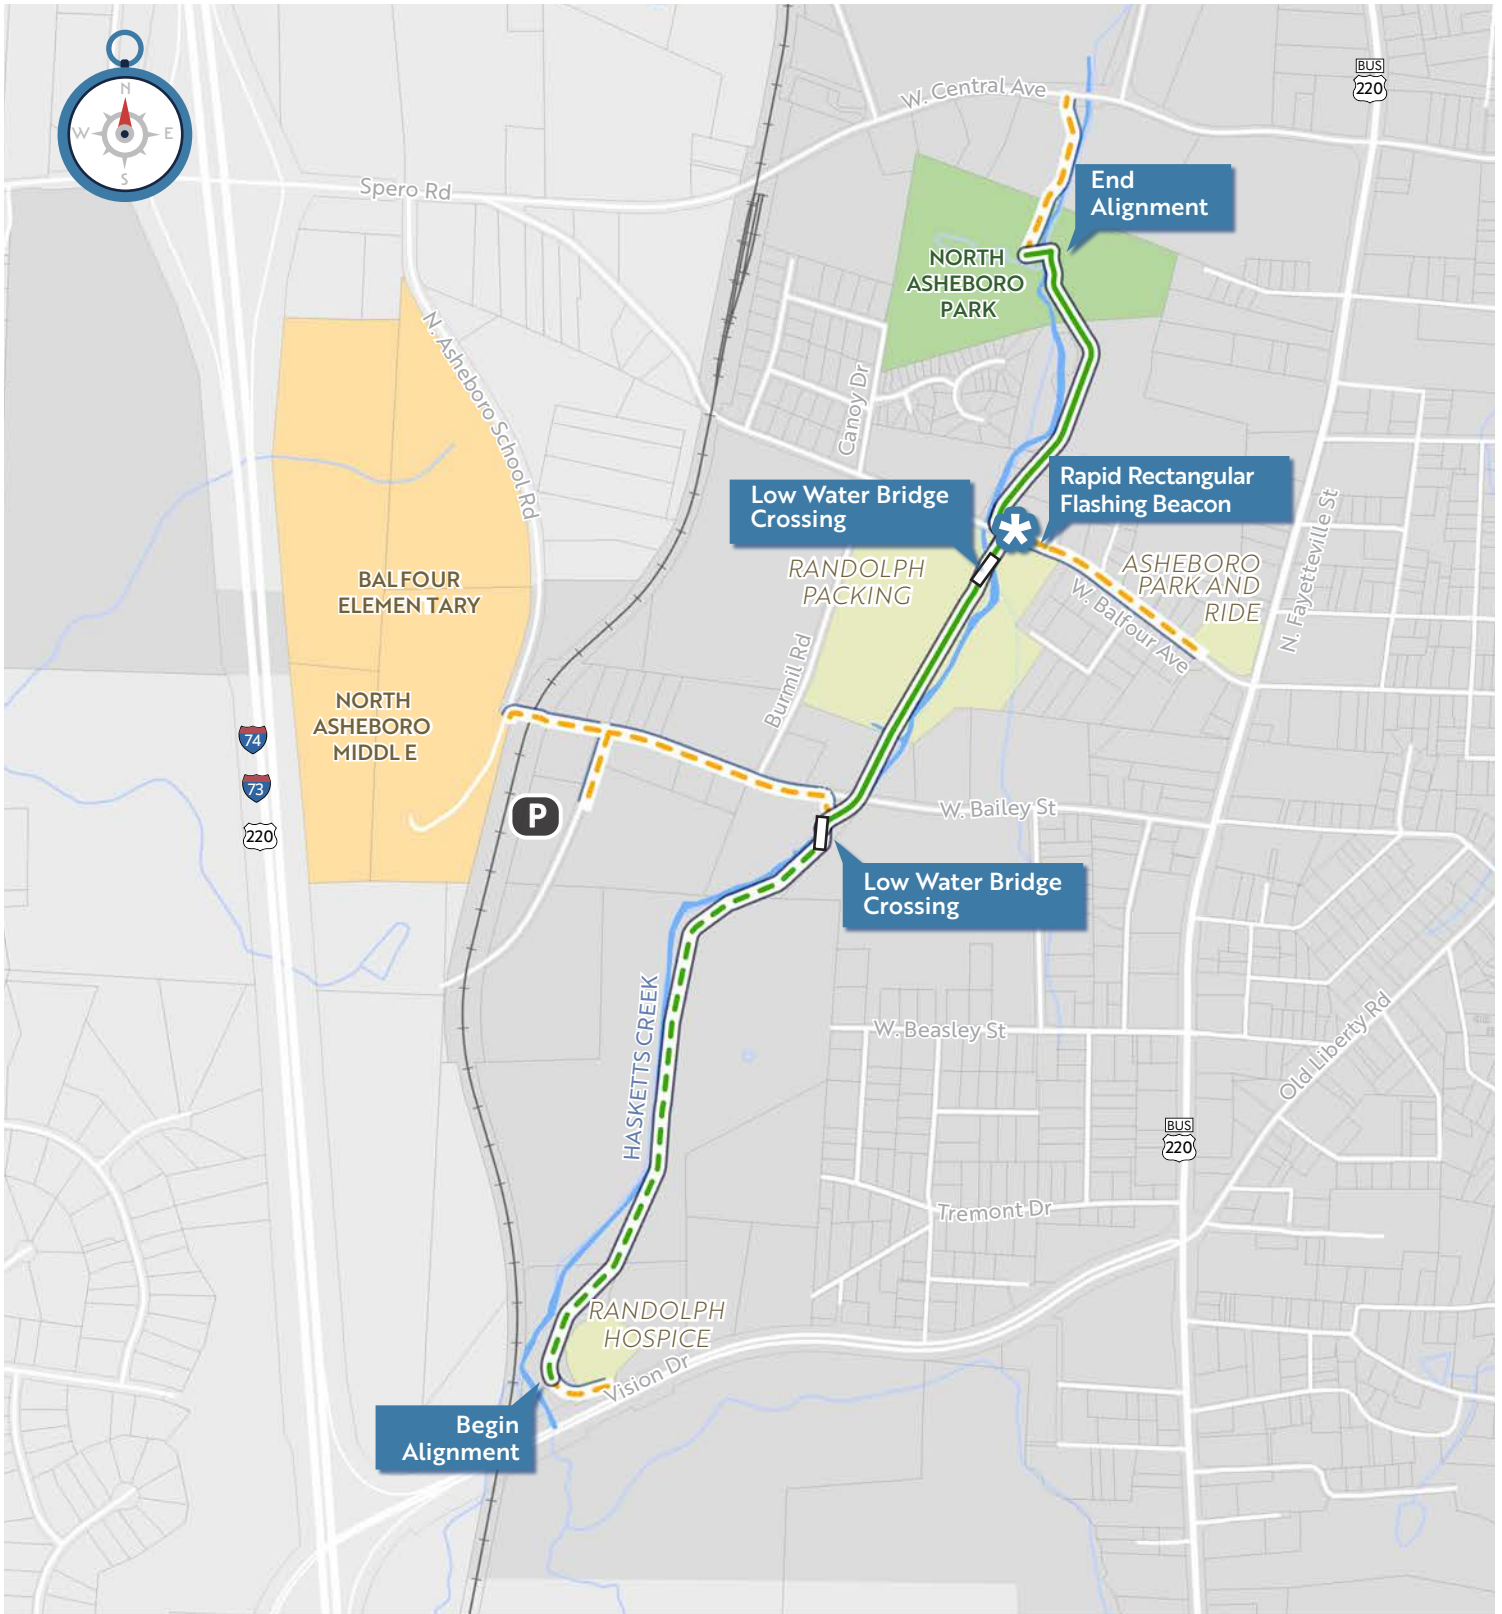 N
W
E
S
W. Central Ave
BUS
220
End
Alignment
Spero Rd
NORTH
ASHEBORO
PARK
N. Asheboro School Rd
Canoy Dr
Rapid Rectangular
Flashing Beacon
Low Water Bridge
Crossing
*
RANDOLPH
PACKING
ASHEBORO
PARK AND
RIDE
N. Fayetteville St
W. Balfour Ave
BALFOUR
ELEMENTARY
Burmil Rd
NORTH
ASHEBORO
MIDDLE
74
73
220
P
W. Bailey St
Low Water Bridge
Crossing
HASKETTS CREEK
W. Beasley St
Old Liberty Rd
BUS
220
Tremont Dr
RANDOLPH
HOSPICE
Vision Dr
Begin
Alignment